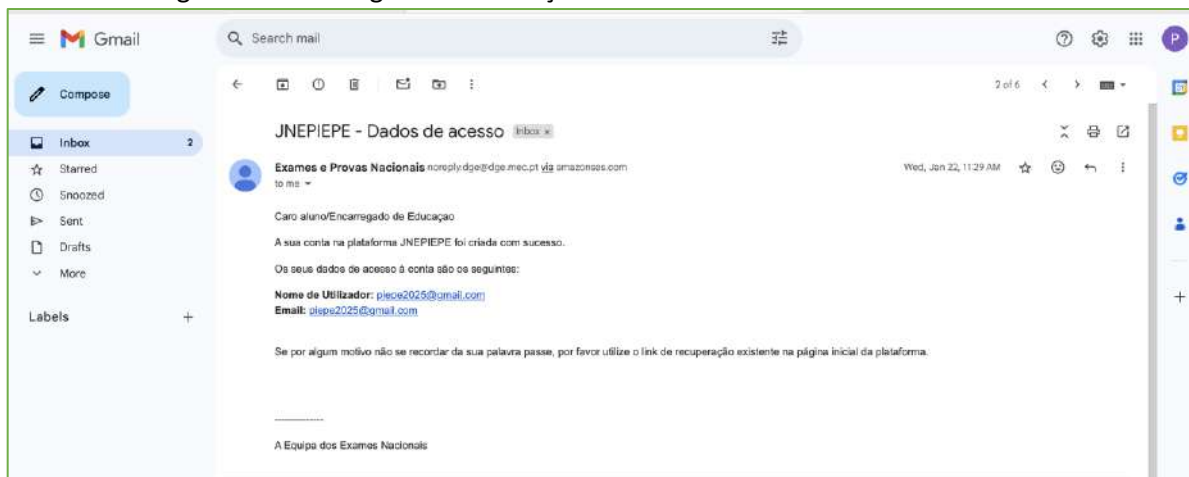 Gmail
Search mail
P
Compose
2 of 6
JNEPIEPE - Dados de acesso Inbox x
Inbox 2
Exames e Provas Nacionais noreply.dge@dge.mec.pt via amazonses.com Wed, Jan 22, 11:29 AM
to me
Starred
Snoozed
Sent
Drafts
More
Labels +
Caro aluno/Encarregado de Educaçao
A sua conta na plataforma JNEPIEPE foi criada com sucesso.
Os seus dados de acesso à conta são os seguintes:
Nome de Utilizador: piepe2025@gmail.com
Email: piepe2025@gmail.com
Se por algum motivo não se recordar da sua palavra passe, por favor utilize o link de recuperação existente na página inicial da plataforma.
------------
A Equipa dos Exames Nacionais